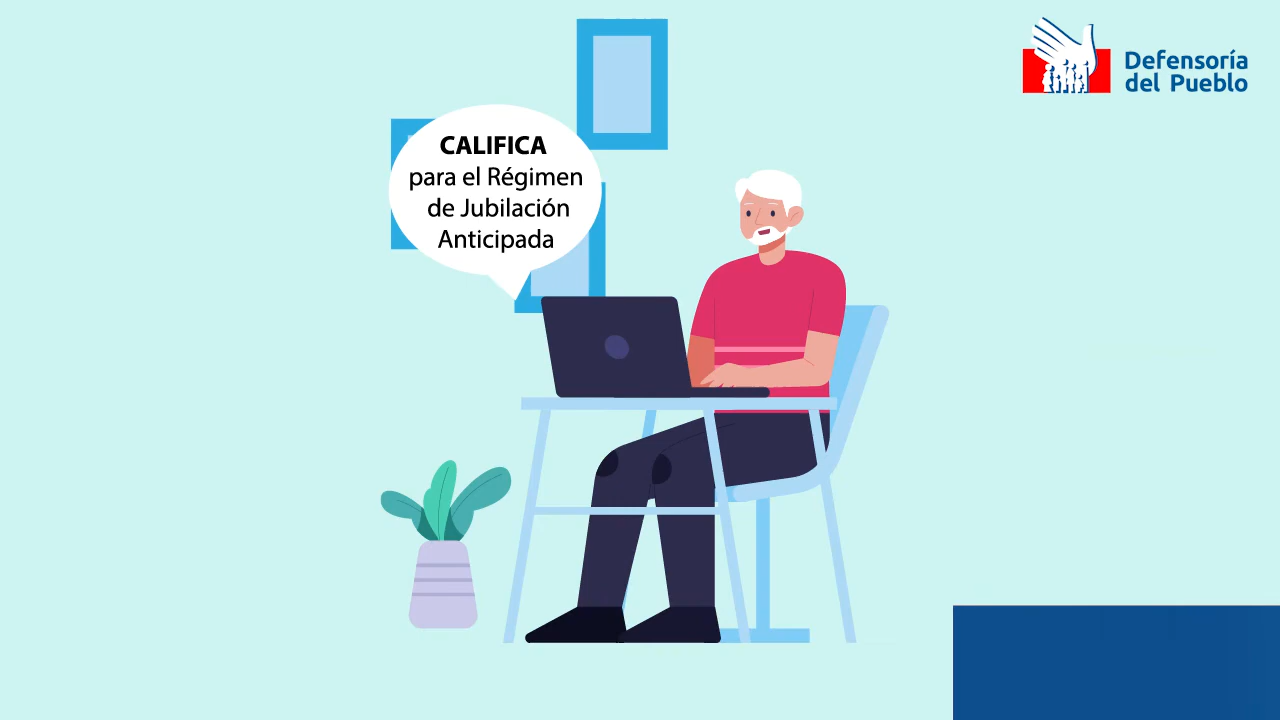 Defensoría
del Pueblo
CALIFICA
para el Régimen
de Jubilación
Anticipada